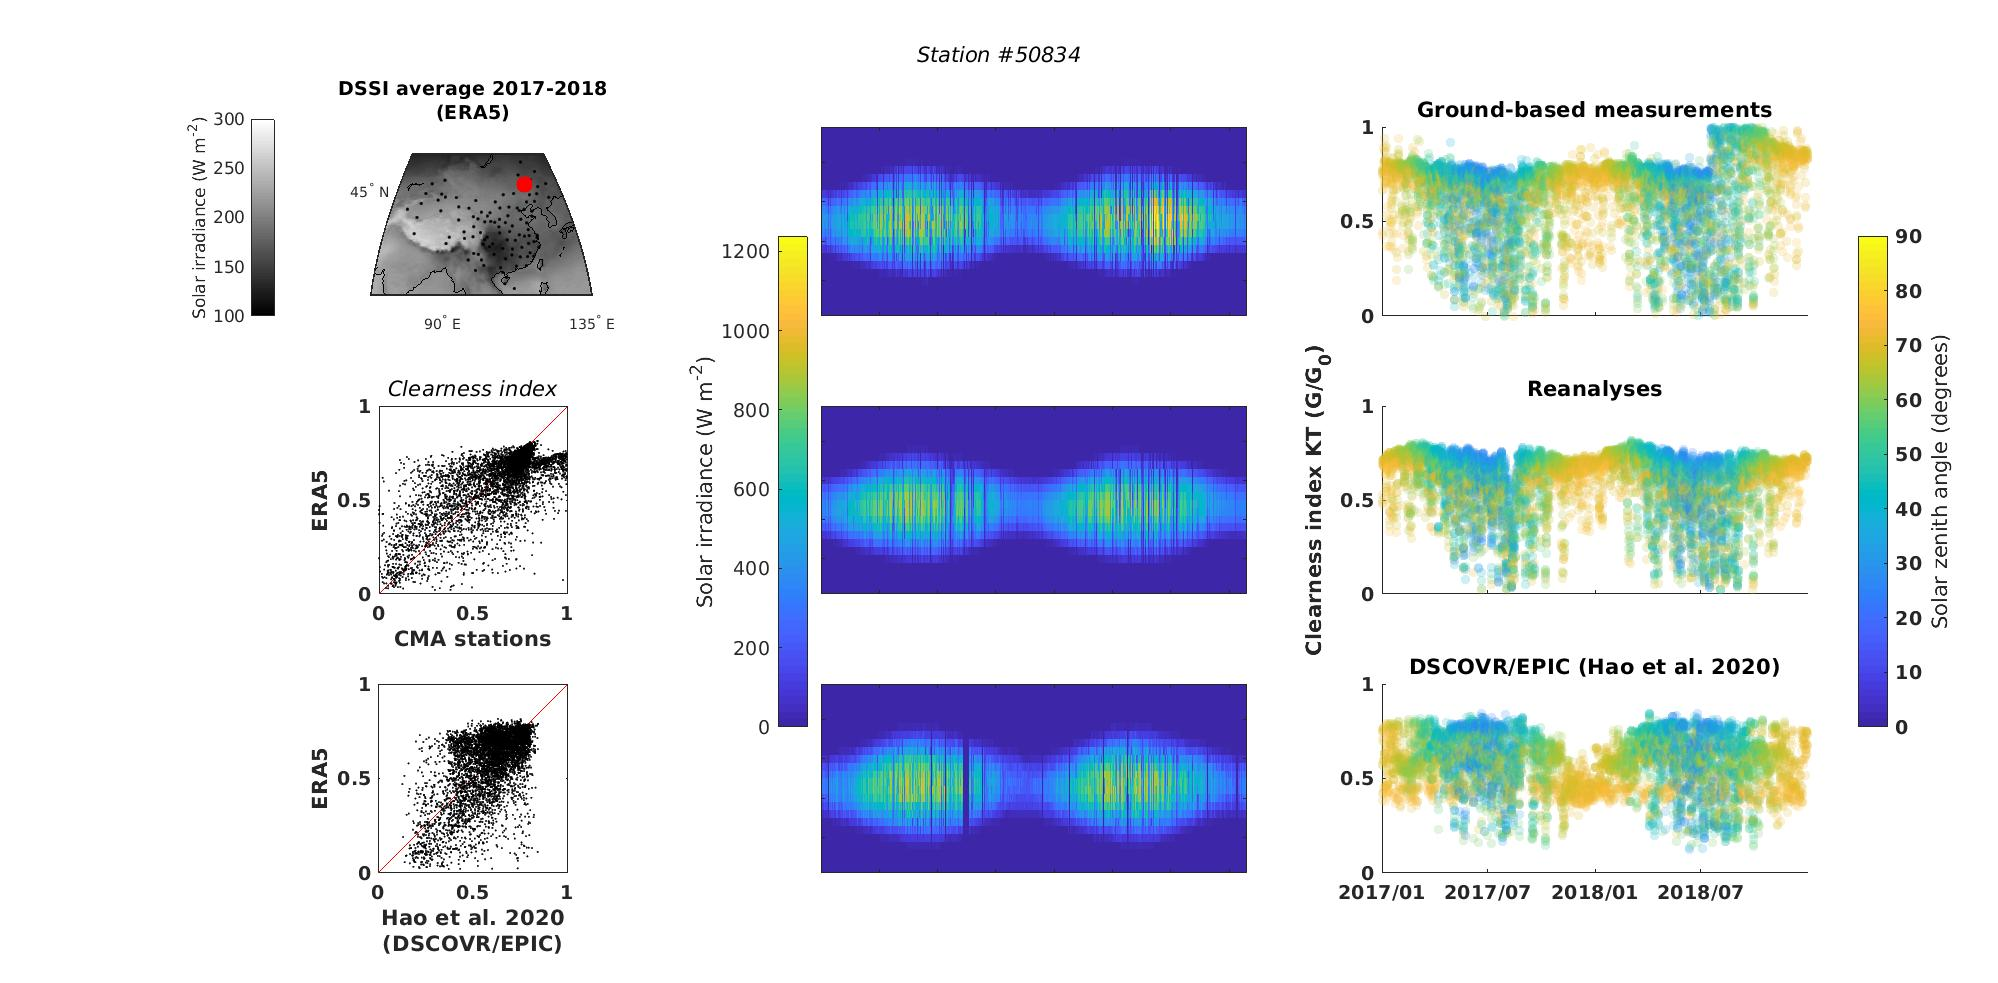 Station #50834
DSSI average 2017-2018
(ERA5)
Solar irradiance (W m-2)
300
250
200
150
100
45° N
90° E
135° E
Clearness index
ERA5
1
0.5
0
0
0.5
1
CMA stations
ERA5
1
0.5
0
0
0.5
1
Hao et al. 2020
(DSCOVR/EPIC)
Solar irradiance (W m-2)
1200
1000
800
600
400
200
0
Clearness index KT (G/G0)
Ground-based measurements
1
0.5
0
Reanalyses
1
0.5
0
DSCOVR/EPIC (Hao et al. 2020)
1
0.5
0
2017/01
2017/07
2018/01
2018/07
90
80
70
60
50
40
30
20
10
0
Solar zenith angle (degrees)